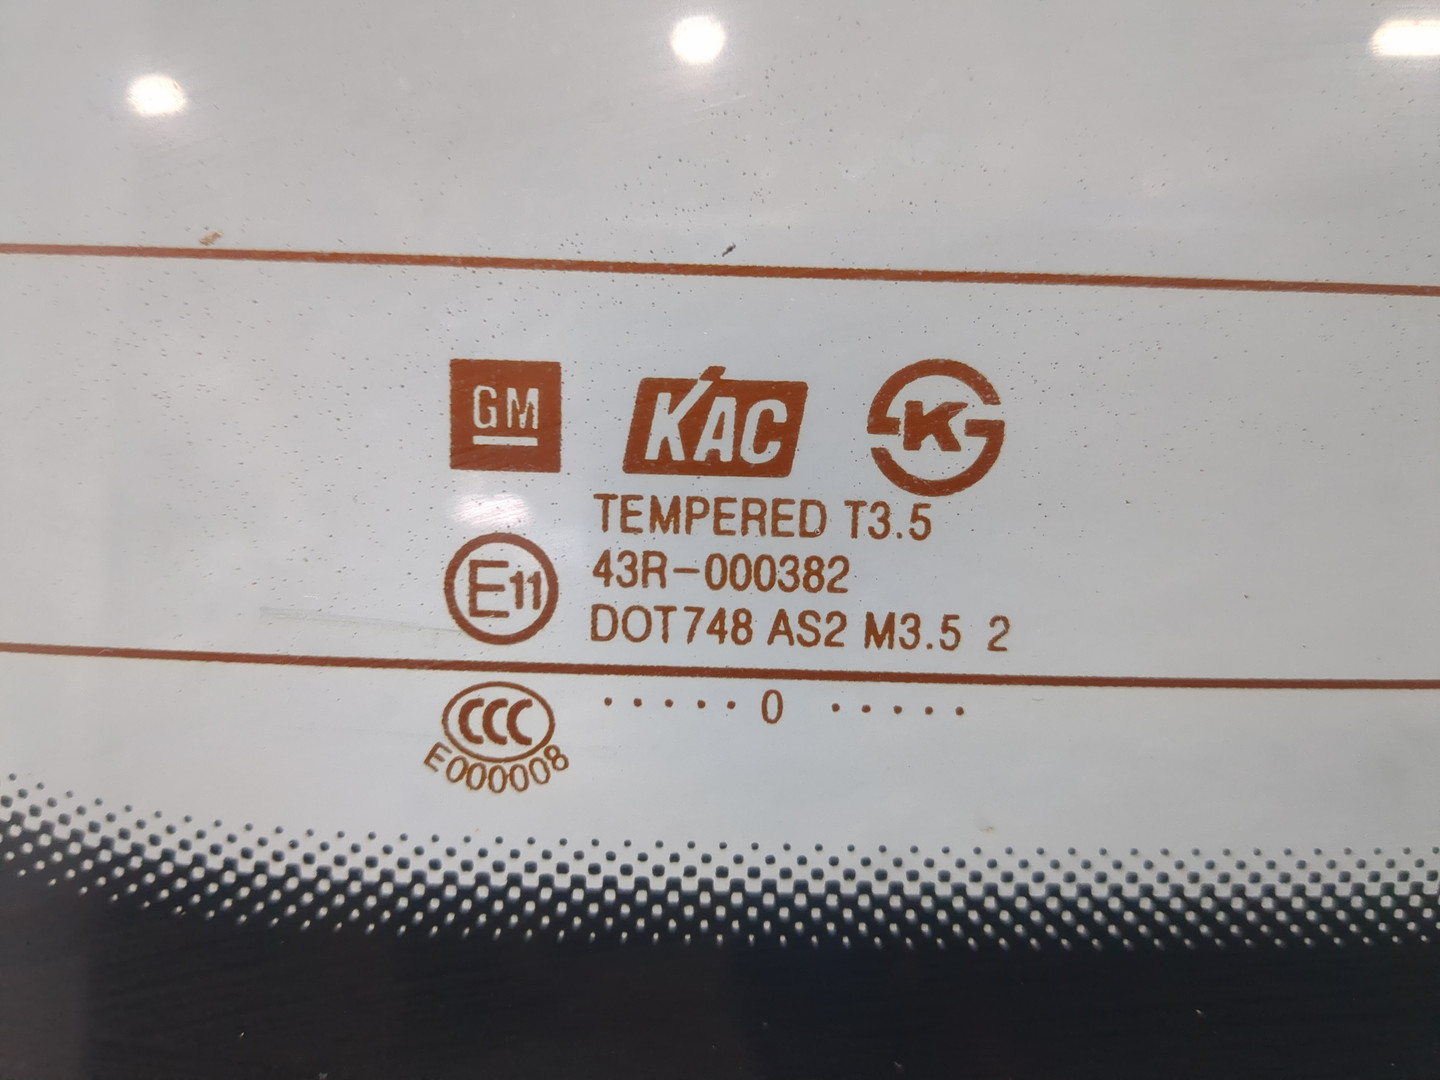 GM KAC K
TEMPERED T3.5
E11 43R-000382
DOT748 AS2 M3.5 2
CCC .....0 .....
E000008